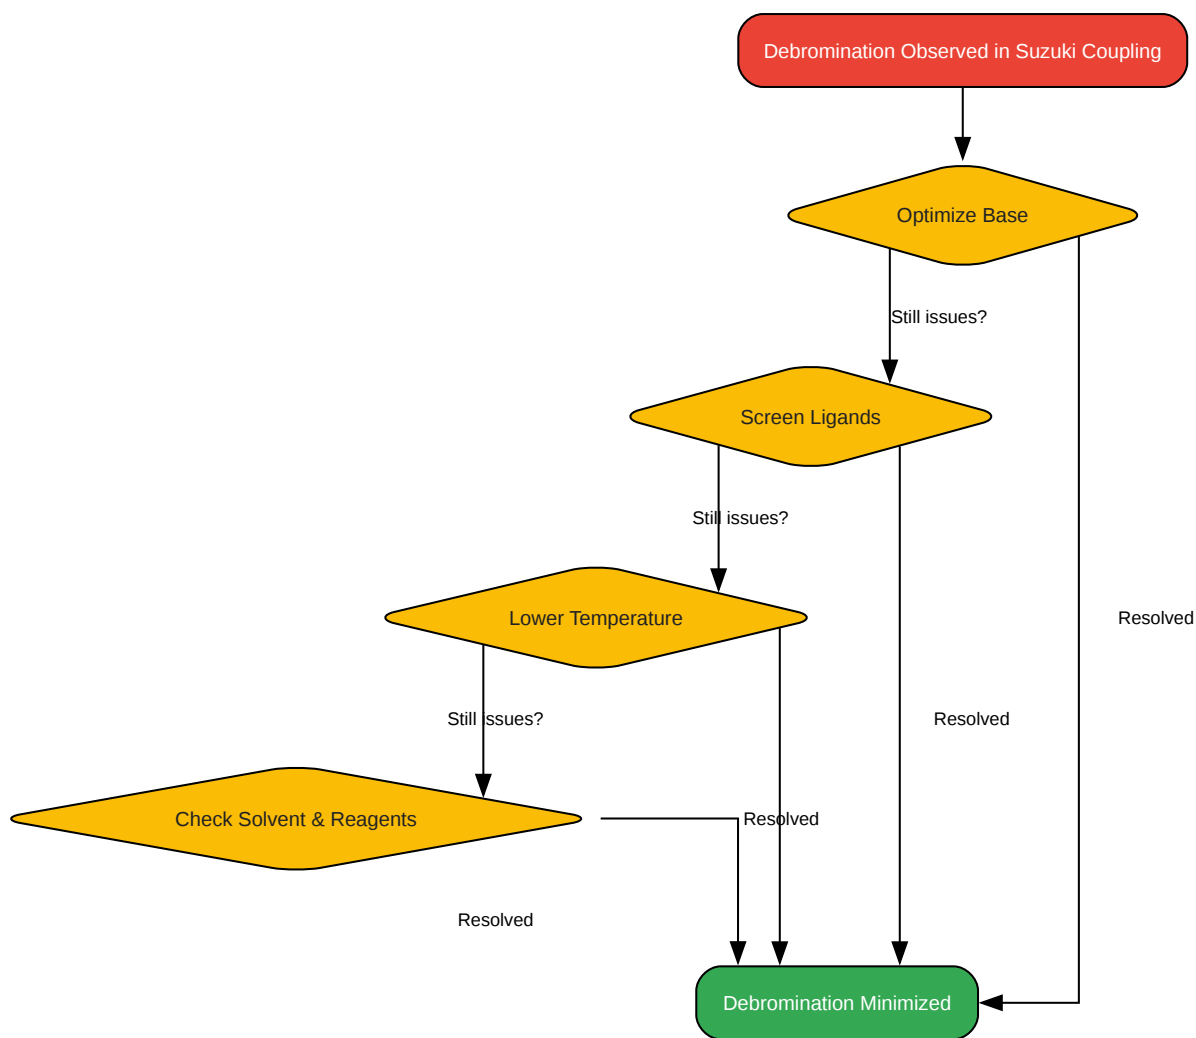 Debromination Observed in Suzuki Coupling
Optimize Base
Still issues?
Screen Ligands
Still issues?
Lower Temperature
Resolved
Still issues?
Resolved
Check Solvent & Reagents
Resolved
Resolved
Debromination Minimized